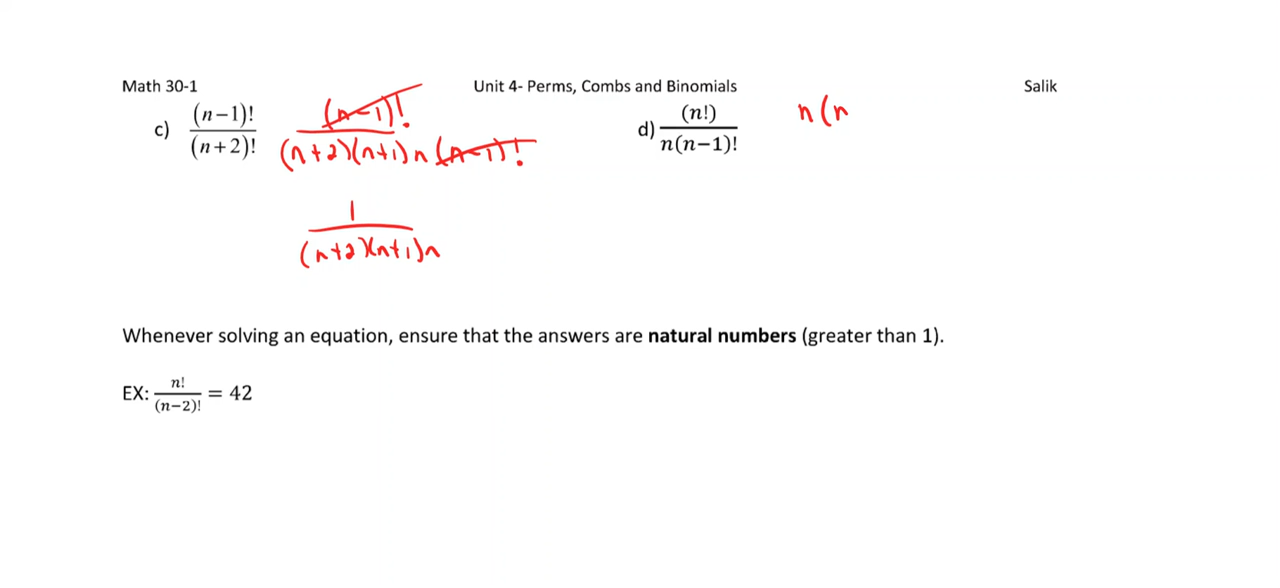 Math 30-1 Unit 4- Perms, Combs and Binomials Salik
c) (n−1)!/(n+2)! (n-1)!/(n+2)(n+1)n(n-1)! d) (n!)/n(n−1)! n(n
1/(n+2)(n+1)n
Whenever solving an equation, ensure that the answers are natural numbers (greater than 1).
EX: n!/(n−2)! = 42